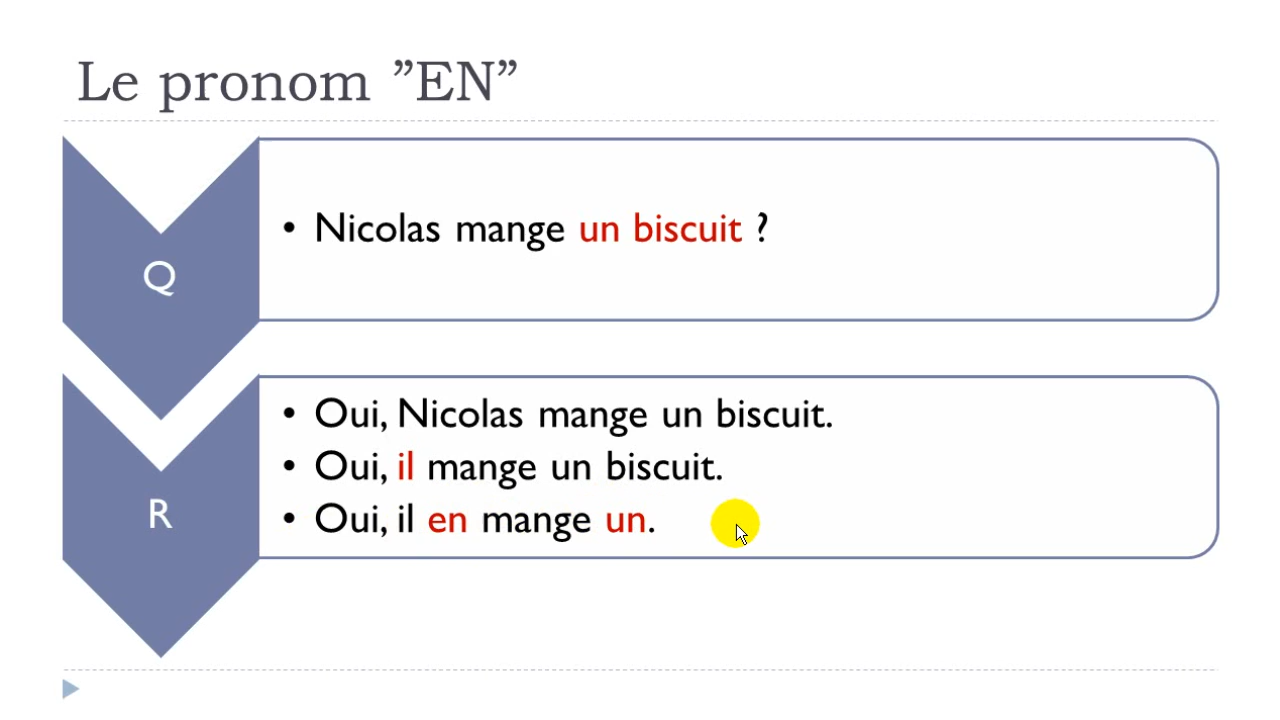 Le pronom ”EN”
Q
• Nicolas mange un biscuit ?
R
• Oui, Nicolas mange un biscuit.
• Oui, il mange un biscuit.
• Oui, il en mange un.